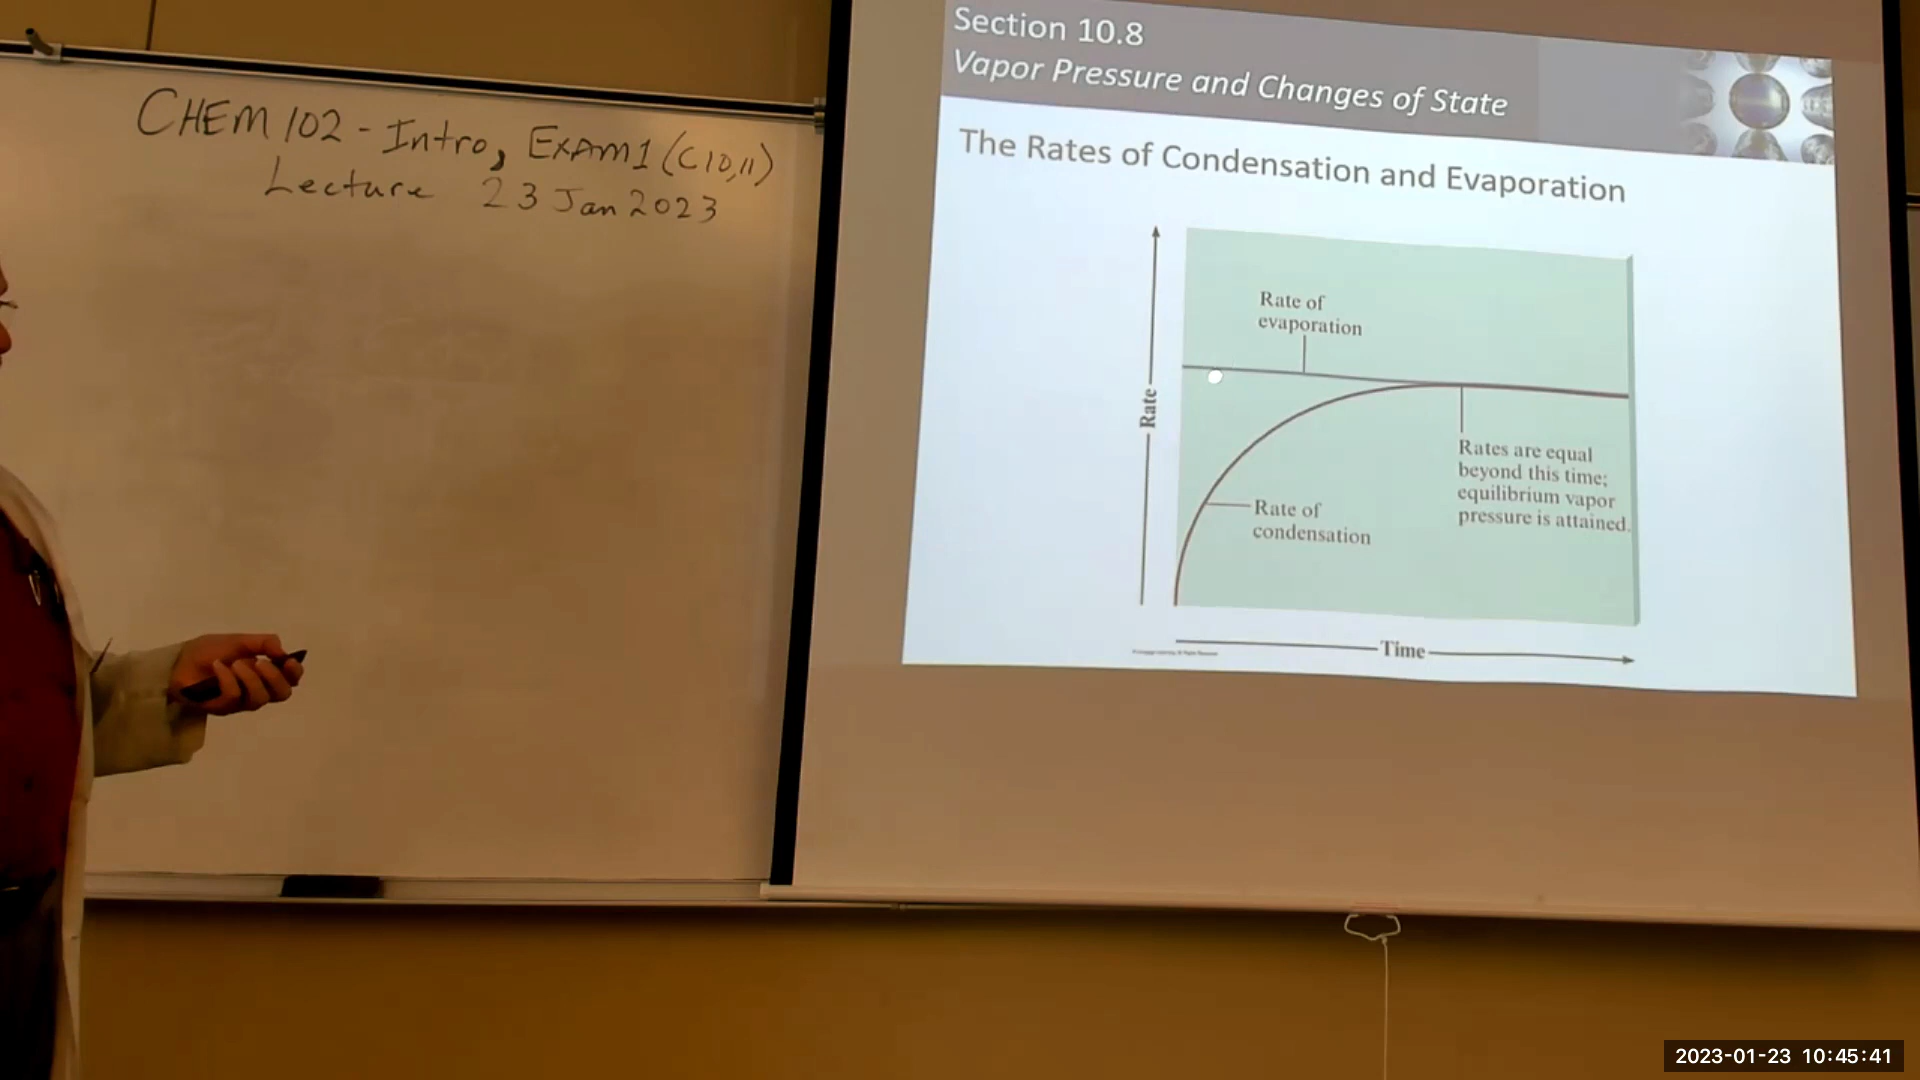 CHEM 102 - Intro, EXAM 1 (C10,11)
Lecture 23 Jan 2023
Section 10.8
Vapor Pressure and Changes of State
The Rates of Condensation and Evaporation
Rate of
evaporation
Rate
Rates are equal
beyond this time;
equilibrium vapor
pressure is attained.
Rate of
condensation
Time
2023-01-23 10:45:41